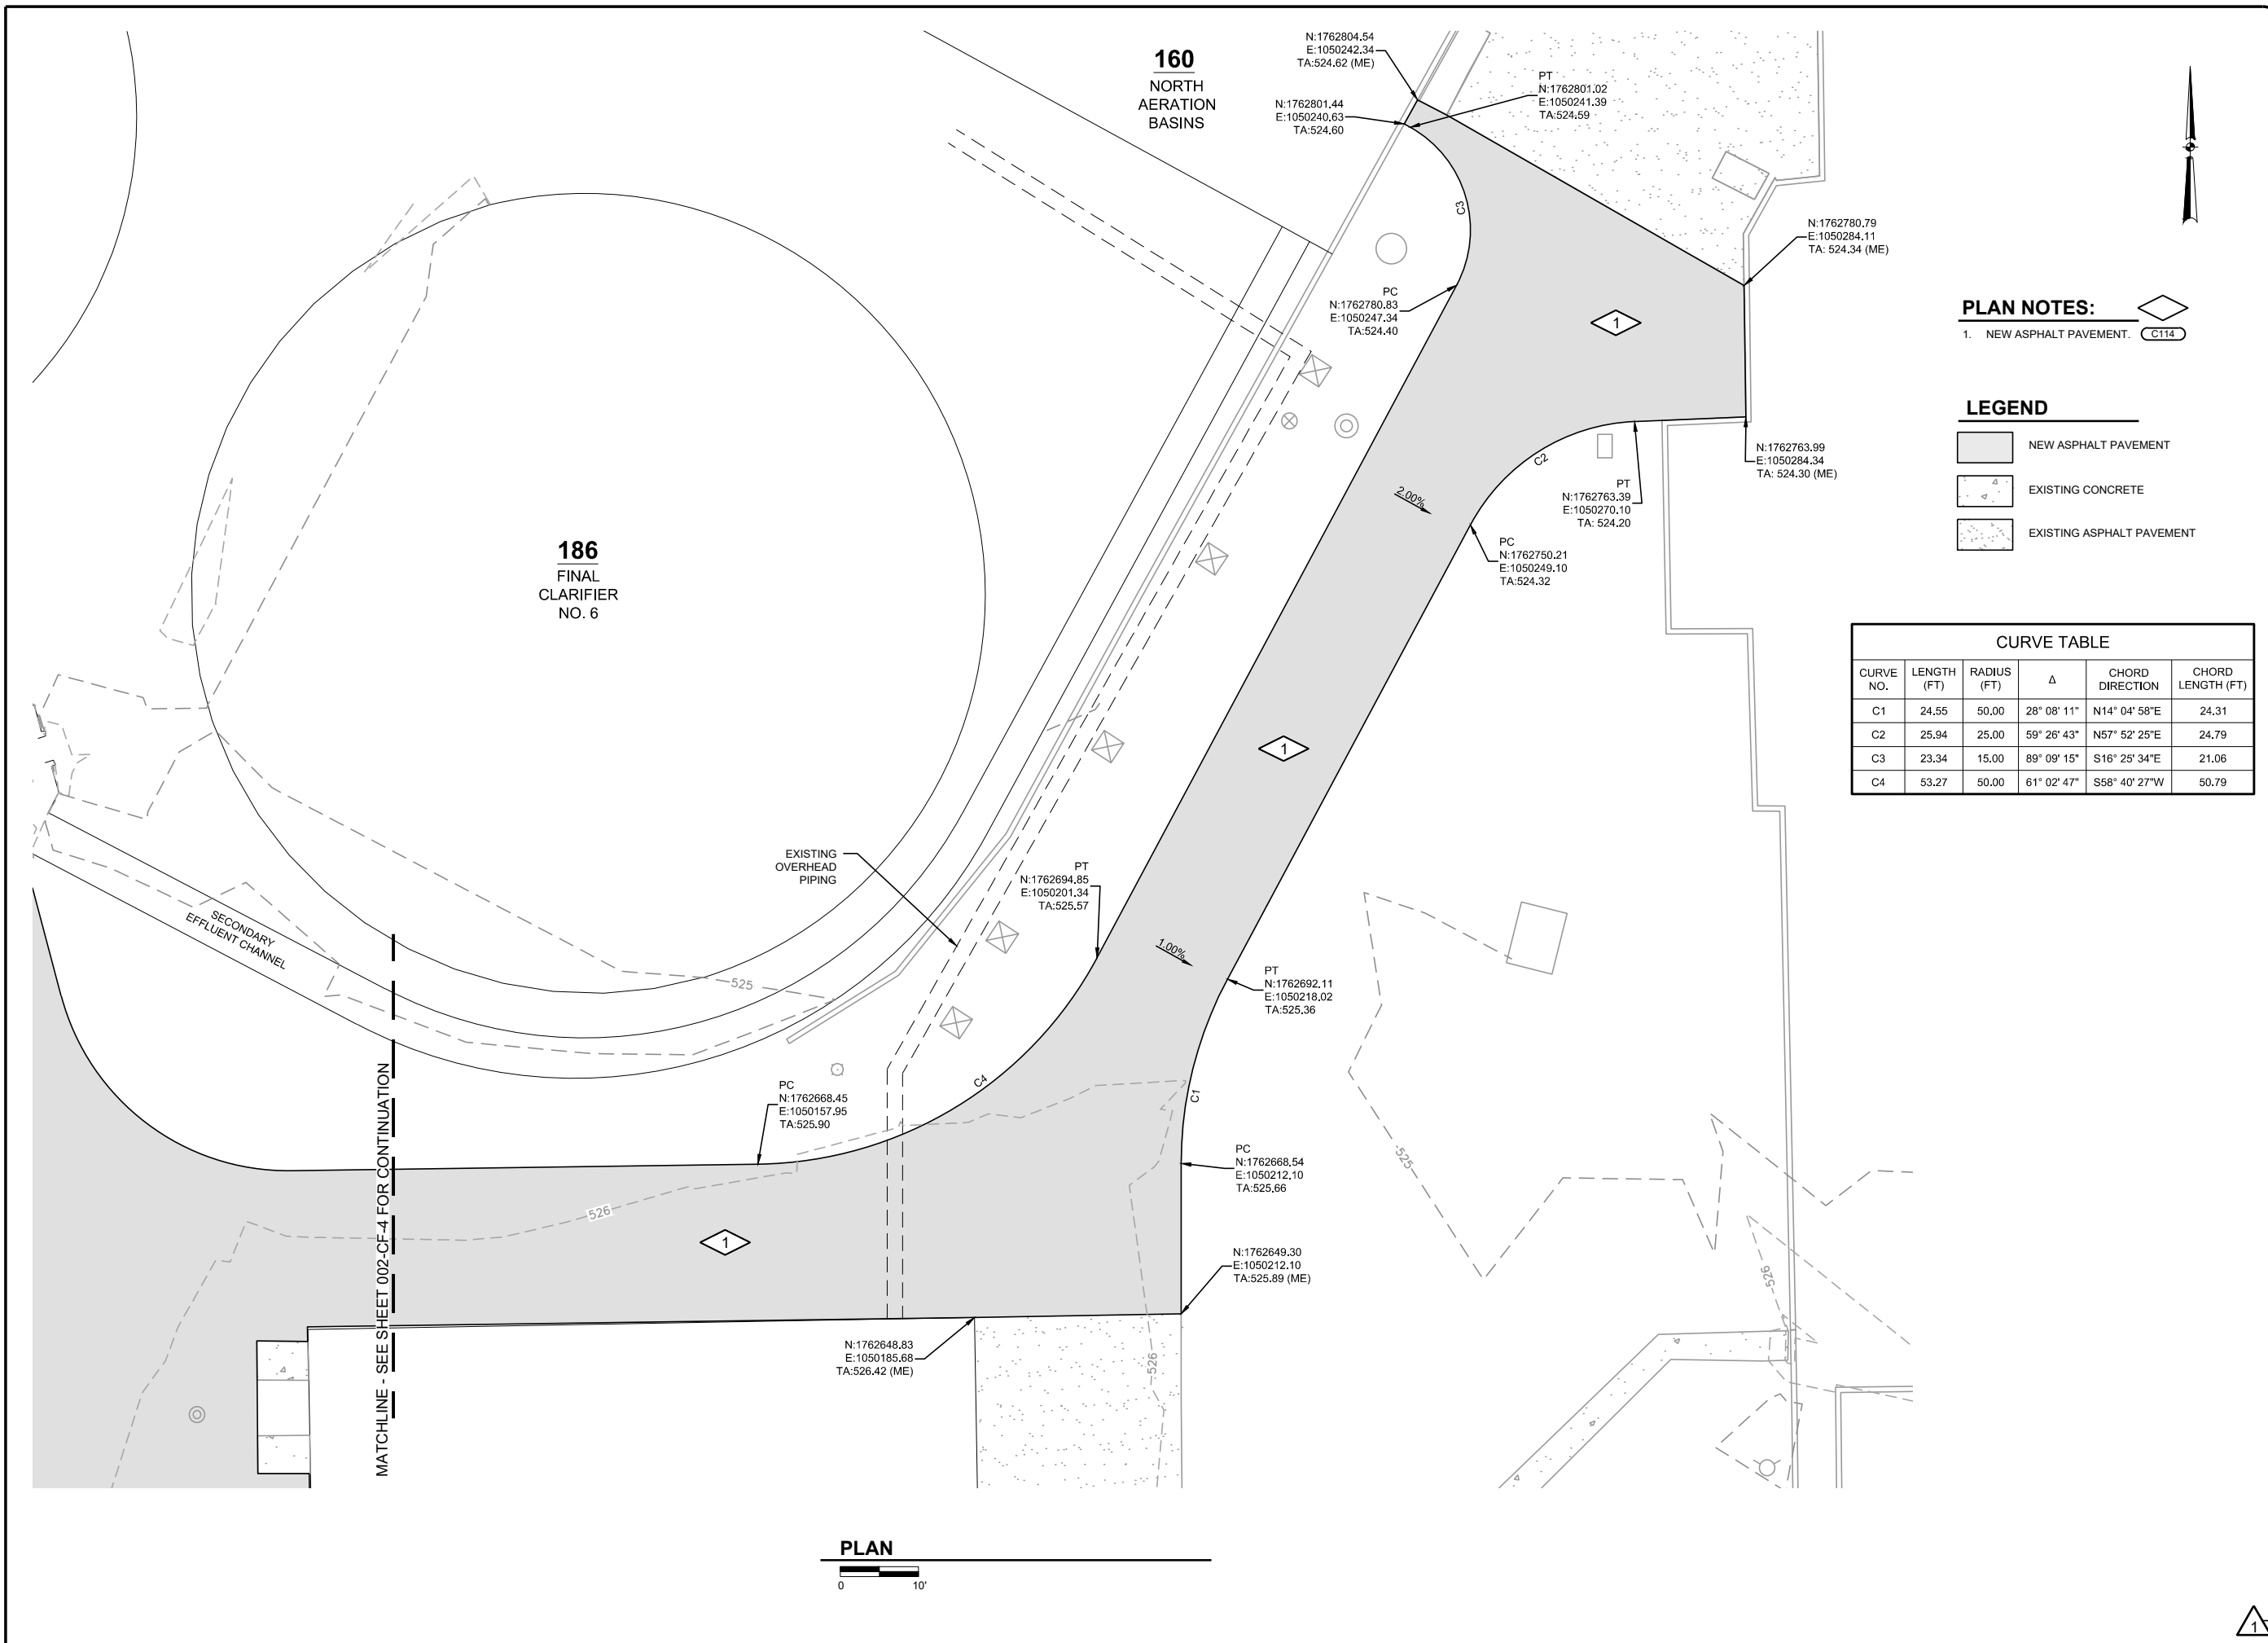 160
NORTH
AERATION
BASINS
N:1762804.54
E:1050242.34
TA:524.62 (ME)
N:1762801.44
E:1050240.63
TA:524.60
PT
N:1762801.02
E:1050241.39
TA:524.59
C3
PC
N:1762780.83
E:1050247.34
TA:524.40
1
N:1762780.79
E:1050284.11
TA: 524.34 (ME)
PLAN NOTES:
1. NEW ASPHALT PAVEMENT. C114
LEGEND
NEW ASPHALT PAVEMENT
EXISTING CONCRETE
EXISTING ASPHALT PAVEMENT
N:1762763.99
E:1050284.34
TA: 524.30 (ME)
C2
PT
N:1762763.39
E:1050270.10
TA: 524.20
2.00%
PC
N:1762750.21
E:1050249.10
TA:524.32
186
FINAL
CLARIFIER
NO. 6
CURVE TABLE
CURVE NO. LENGTH (FT) RADIUS (FT) Δ CHORD DIRECTION CHORD LENGTH (FT)
C1 24.55 50.00 28° 08' 11" N14° 04' 58"E 24.31
C2 25.94 25.00 59° 26' 43" N57° 52' 25"E 24.79
C3 23.34 15.00 89° 09' 15" S16° 25' 34"E 21.06
C4 53.27 50.00 61° 02' 47" S58° 40' 27"W 50.79
1
EXISTING
OVERHEAD
PIPING
PT
N:1762694.85
E:1050201.34
TA:525.57
SECONDARY
EFFLUENT CHANNEL
525
1.00%
PT
N:1762692.11
E:1050218.02
TA:525.36
C4
C1
PC
N:1762668.45
E:1050157.95
TA:525.90
525
PC
N:1762668.54
E:1050212.10
TA:525.66
MATCHLINE - SEE SHEET 002-CF-4 FOR CONTINUATION
526
1
N:1762649.30
E:1050212.10
TA:525.89 (ME)
526
N:1762648.83
E:1050185.68
TA:526.42 (ME)
526
PLAN
0 10'
1